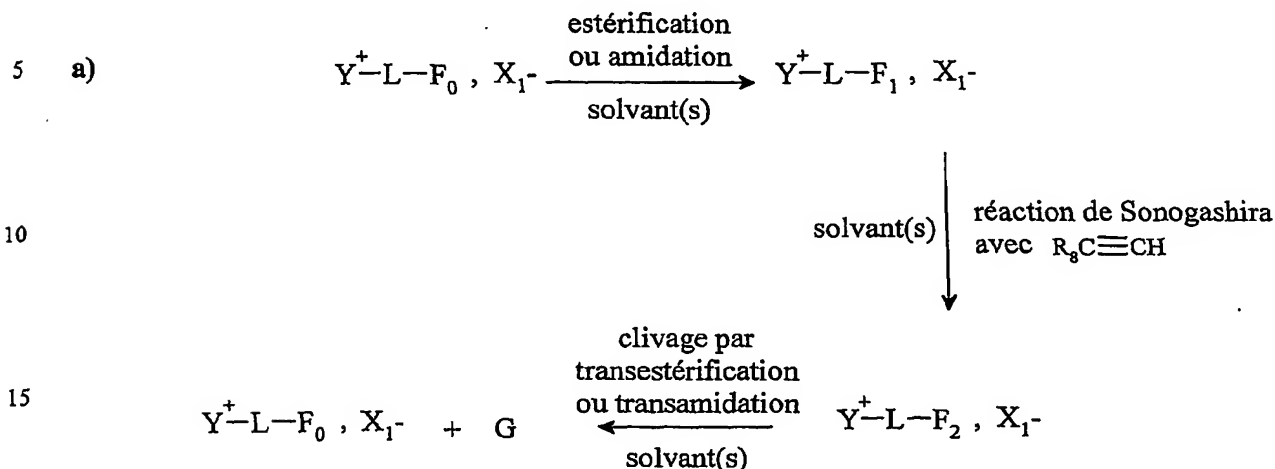 estérification
5 a) Y⁺—L—F₀ , X₁- ou amidation Y⁺—L—F₁ , X₁-
solvant(s)
10 solvant(s) réaction de Sonogashira
avec R₈C≡CH
clivage par
transestérification
15 ou transamidation
Y⁺—L—F₀ , X₁- + G Y⁺—L—F₂ , X₁-
solvant(s)